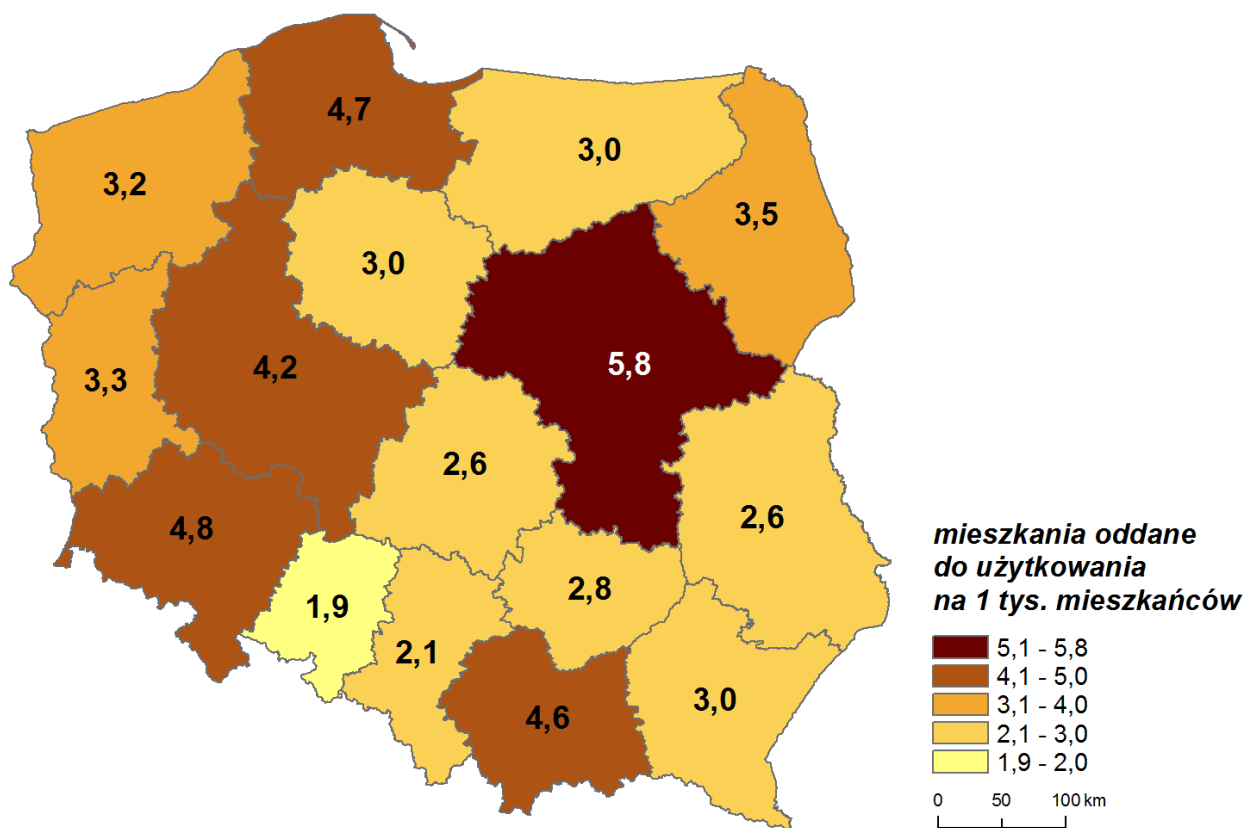 4,7
3,0
3,2
3,5
3,0
5,8
4,2
3,3
2,6
2,6
4,8
2,8
1,9
2,1
3,0
4,6
mieszkania oddane
do użytkowania
na 1 tys. mieszkańców
5,1 - 5,8
4,1 - 5,0
3,1 - 4,0
2,1 - 3,0
1,9 - 2,0
0 50 100 km